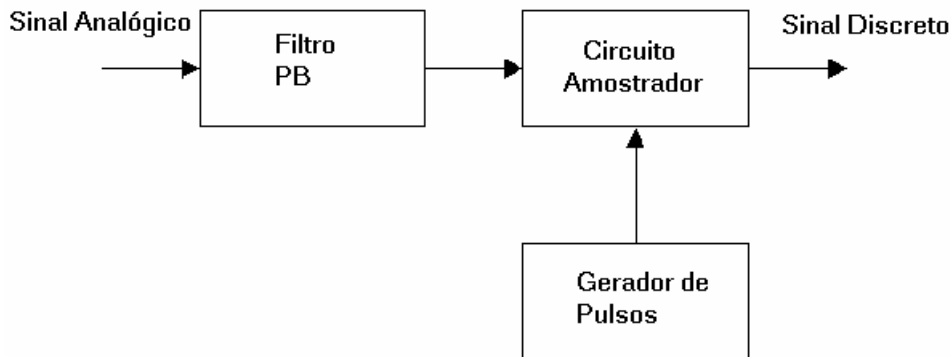 Sinal Analógico
Filtro
PB
Circuito
Amostrador
Sinal Discreto
Gerador de
Pulsos